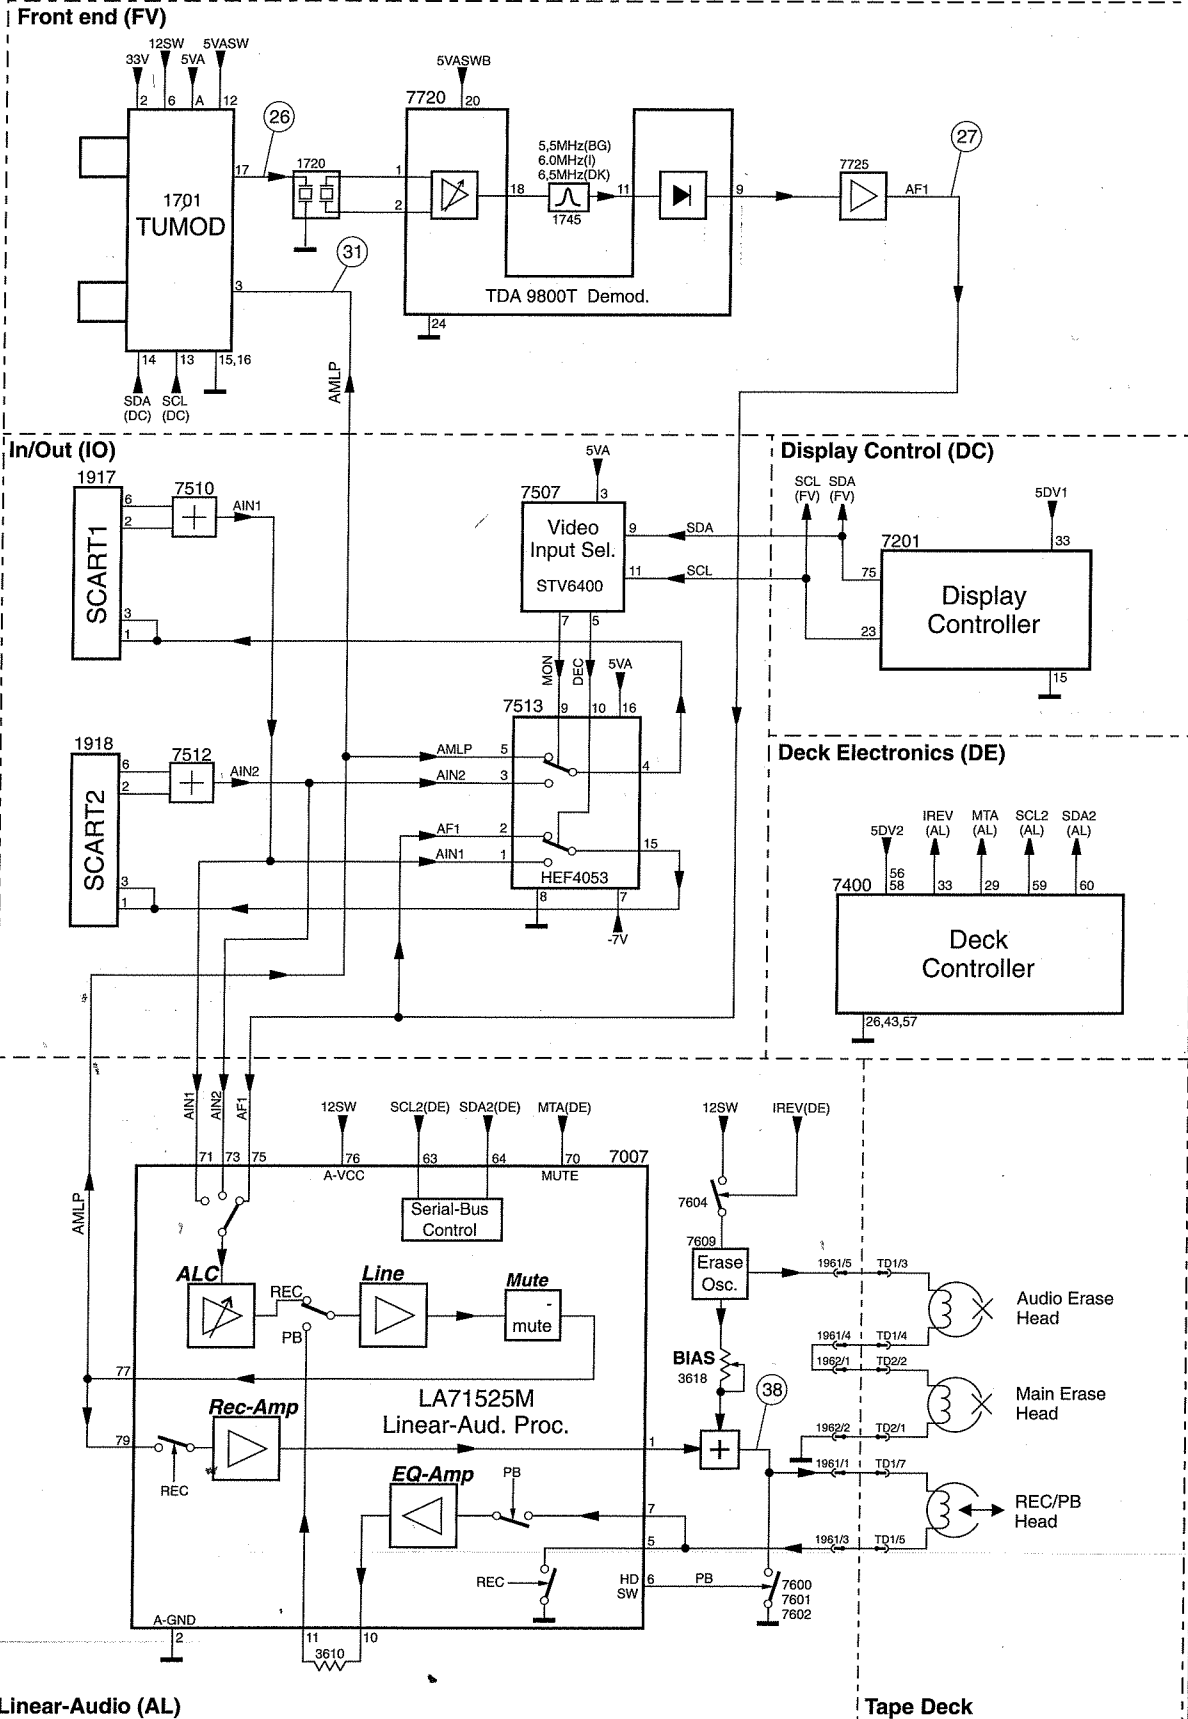 Front end (FV)
33V
12SW
5VA
5VASW
2
6
A
12
1701
TUMOD
17
26
1720
3
31
14
13
15,16
SDA
(DC)
SCL
(DC)
AMLP
5VASWB
7720
20
1
2
18
5,5MHz(BG)
6.0MHz(I)
6,5MHz(DK)
1745
11
9
TDA 9800T Demod.
24
7725
AF1
27
In/Out (IO)
1917
SCART1
6
2
3
1
7510
AIN1
1918
SCART2
6
2
3
1
7512
AIN2
5VA
3
7507
Video
Input Sel.
STV6400
9
11
SDA
SCL
7
5
MON
DEC
5VA
7513
9
10
16
AMLP
5
AIN2
3
AF1
2
AIN1
1
4
15
HEF4053
8
7
-7V
Display Control (DC)
SCL
(FV)
SDA
(FV)
5DV1
7201
33
75
23
Display
Controller
15
Deck Electronics (DE)
5DV2
IREV
(AL)
MTA
(AL)
SCL2
(AL)
SDA2
(AL)
7400
56
58
33
29
59
60
Deck
Controller
26,43,57
AIN1
AIN2
AF1
12SW
SCL2(DE)
SDA2(DE)
MTA(DE)
71
73
75
76
63
64
70
7007
A-VCC
MUTE
Serial-Bus
Control
AMLP
ALC
REC
PB
Line
Mute
-
mute
77
LA71525M
Linear-Aud. Proc.
79
REC
Rec-Amp
1
EQ-Amp
PB
7
5
REC
HD
SW
6
PB
A-GND
2
11
10
3610
12SW
IREV(DE)
7604
7609
Erase
Osc.
BIAS
3618
38
7600
7601
7602
1961/5
TD1/3
Audio Erase
Head
1961/4
TD1/4
1962/1
TD2/2
Main Erase
Head
1962/2
TD2/1
1961/1
TD1/7
REC/PB
Head
1961/3
TD1/5
Linear-Audio (AL)
Tape Deck